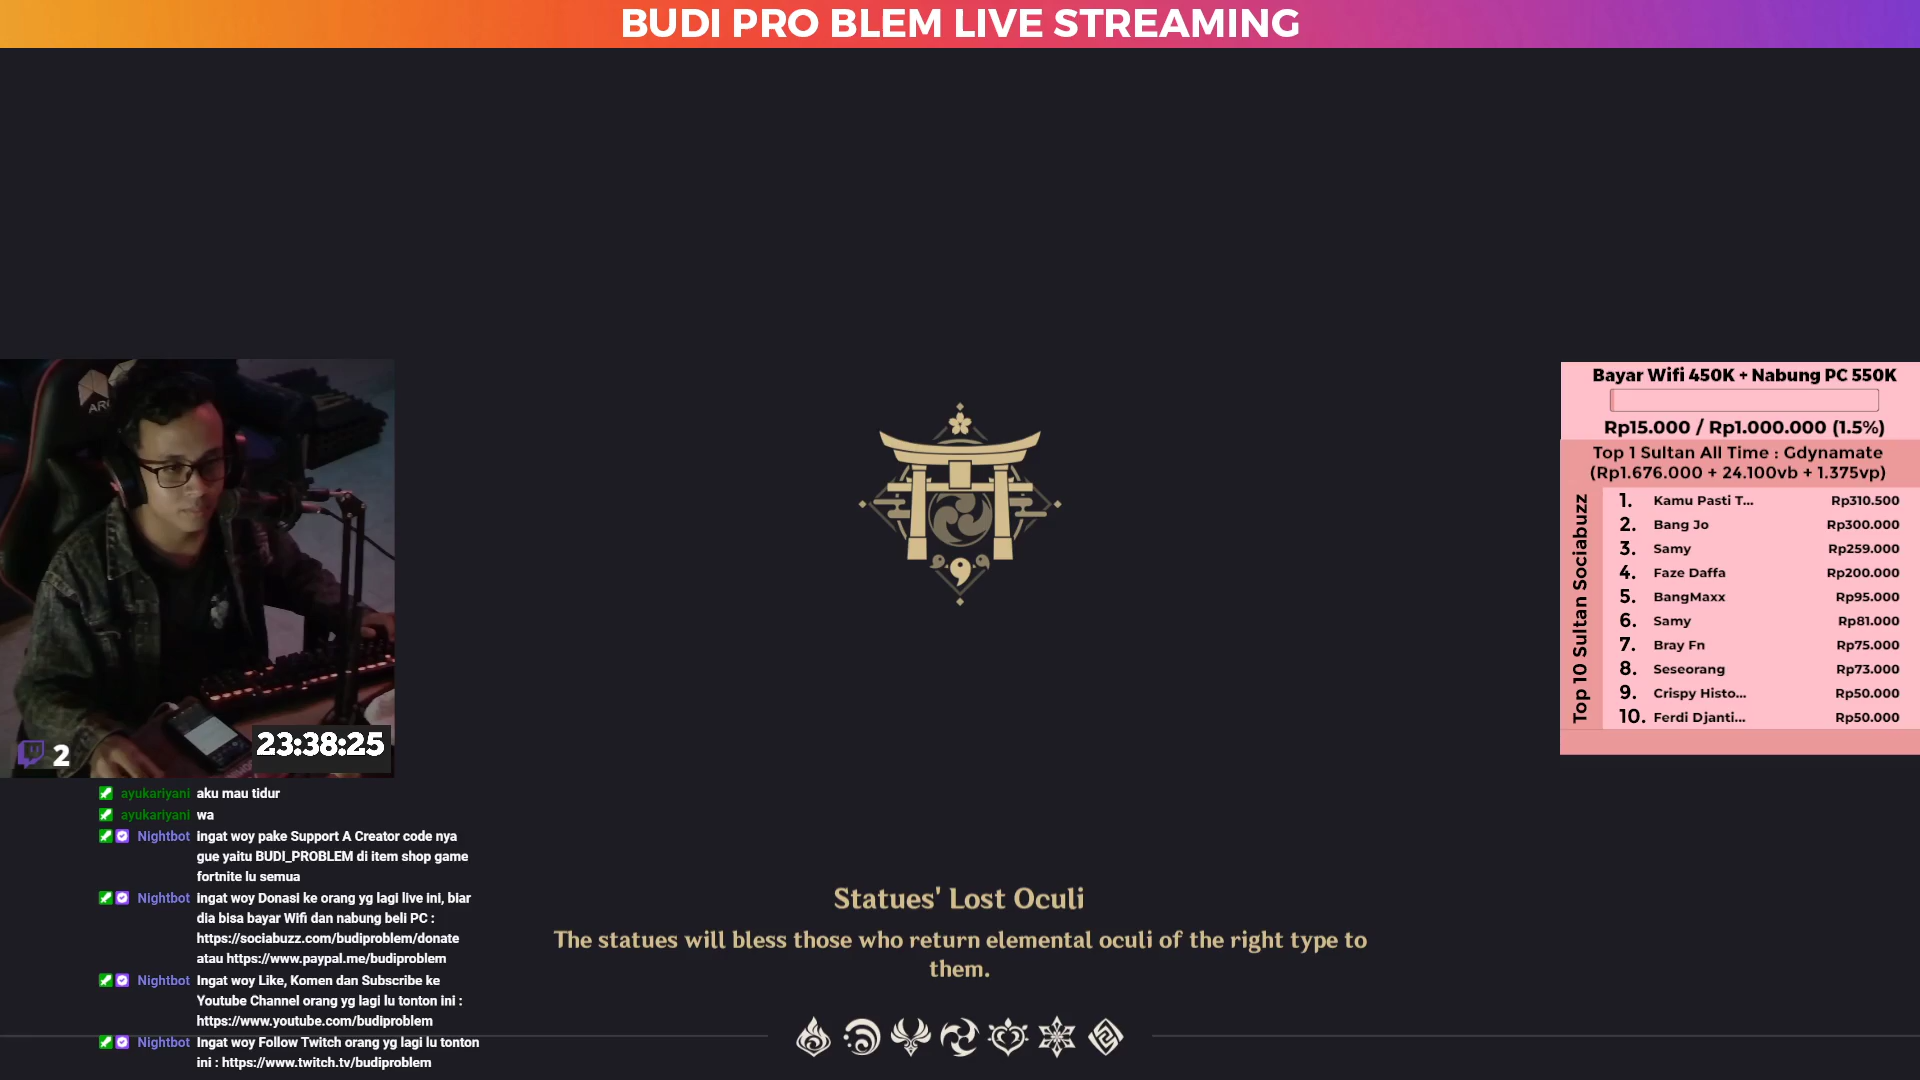 BUDI PRO BLEM LIVE STREAMING
23:38:25
2
ayukariyani aku mau tidur
ayukariyani wa
Nightbot ingat woy pake Support A Creator code nya
gue yaitu BUDI_PROBLEM di item shop game
fortnite lu semua
Nightbot Ingat woy Donasi ke orang yg lagi live ini, biar
dia bisa bayar Wifi dan nabung beli PC :
https://sociabuzz.com/budiproblem/donate
atau https://www.paypal.me/budiproblem
Nightbot Ingat woy Like, Komen dan Subscribe ke
Youtube Channel orang yg lagi lu tonton ini :
https://www.youtube.com/budiproblem
Nightbot Ingat woy Follow Twitch orang yg lagi lu tonton
ini : https://www.twitch.tv/budiproblem
Statues' Lost Oculi
The statues will bless those who return elemental oculi of the right type to
them.
Bayar Wifi 450K + Nabung PC 550K
Rp15.000 / Rp1.000.000 (1.5%)
Top 1 Sultan All Time : Gdynamate
(Rp1.676.000 + 24.100vb + 1.375vp)
Top 10 Sultan Sociabuzz
1. Kamu Pasti T... Rp310.500
2. Bang Jo Rp300.000
3. Samy Rp259.000
4. Faze Daffa Rp200.000
5. BangMaxx Rp95.000
6. Samy Rp81.000
7. Bray Fn Rp75.000
8. Seseorang Rp73.000
9. Crispy Histo... Rp50.000
10. Ferdi Djanti... Rp50.000